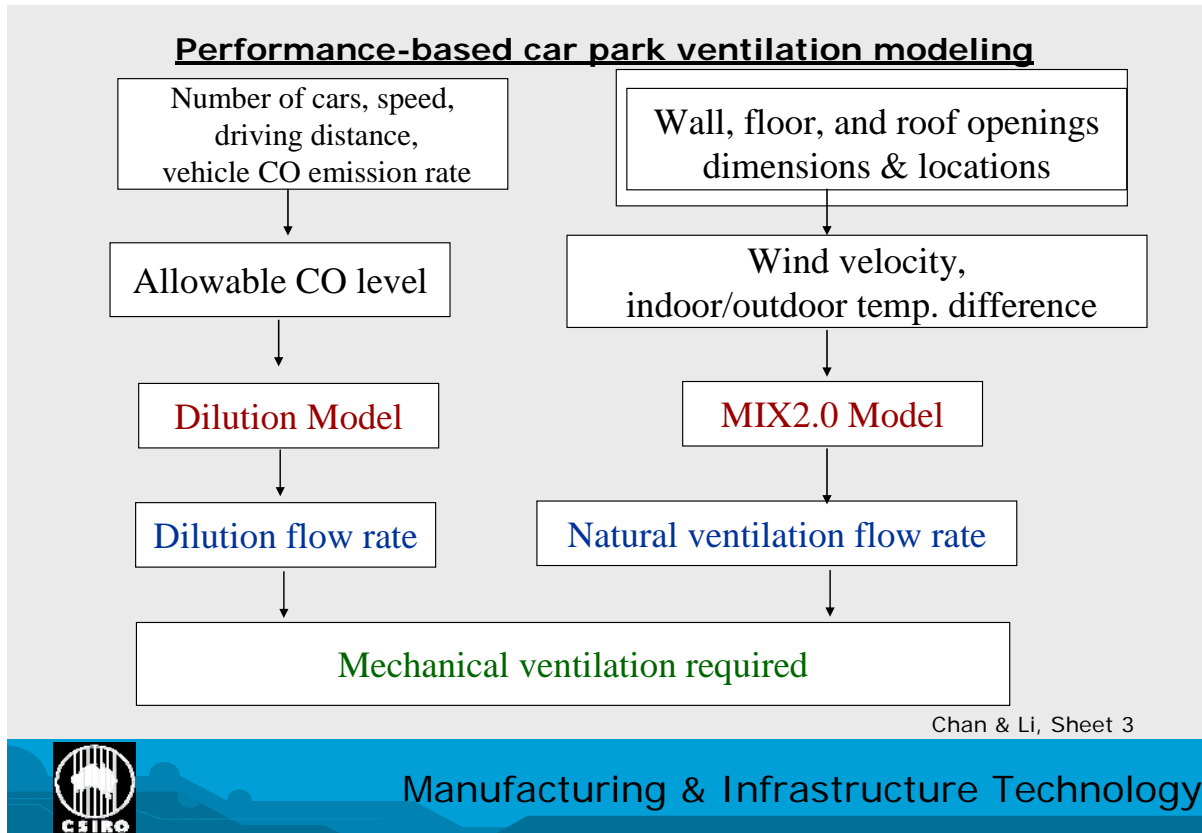 Performance-based car park ventilation modeling
Number of cars, speed,
driving distance,
vehicle CO emission rate
Allowable CO level
Dilution Model
Dilution flow rate
Wall, floor, and roof openings
dimensions & locations
Wind velocity,
indoor/outdoor temp. difference
MIX2.0 Model
Natural ventilation flow rate
Mechanical ventilation required
Chan & Li, Sheet 3
CSIRO
Manufacturing & Infrastructure Technology